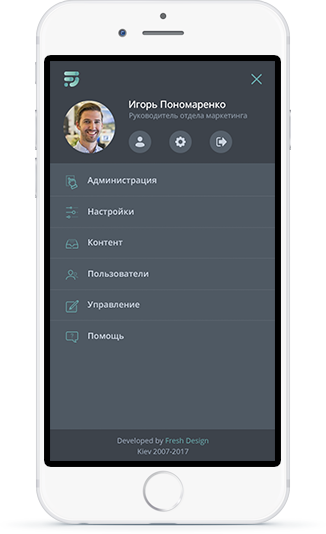 Игорь Пономаренко
Руководитель отдела маркетинга
Администрация
Настройки
Контент
Пользователи
Управление
Помощь
Developed by Fresh Design
Kiev 2007-2017